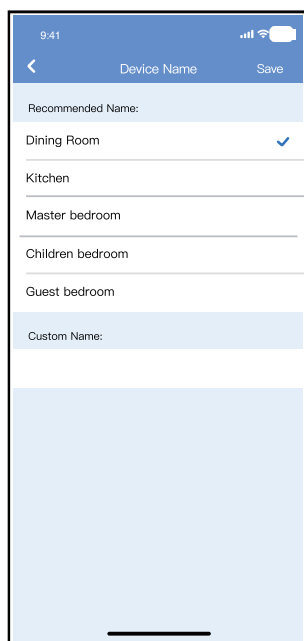 9:41
Device Name Save
Recommended Name:
Dining Room
Kitchen
Master bedroom
Children bedroom
Guest bedroom
Custom Name: